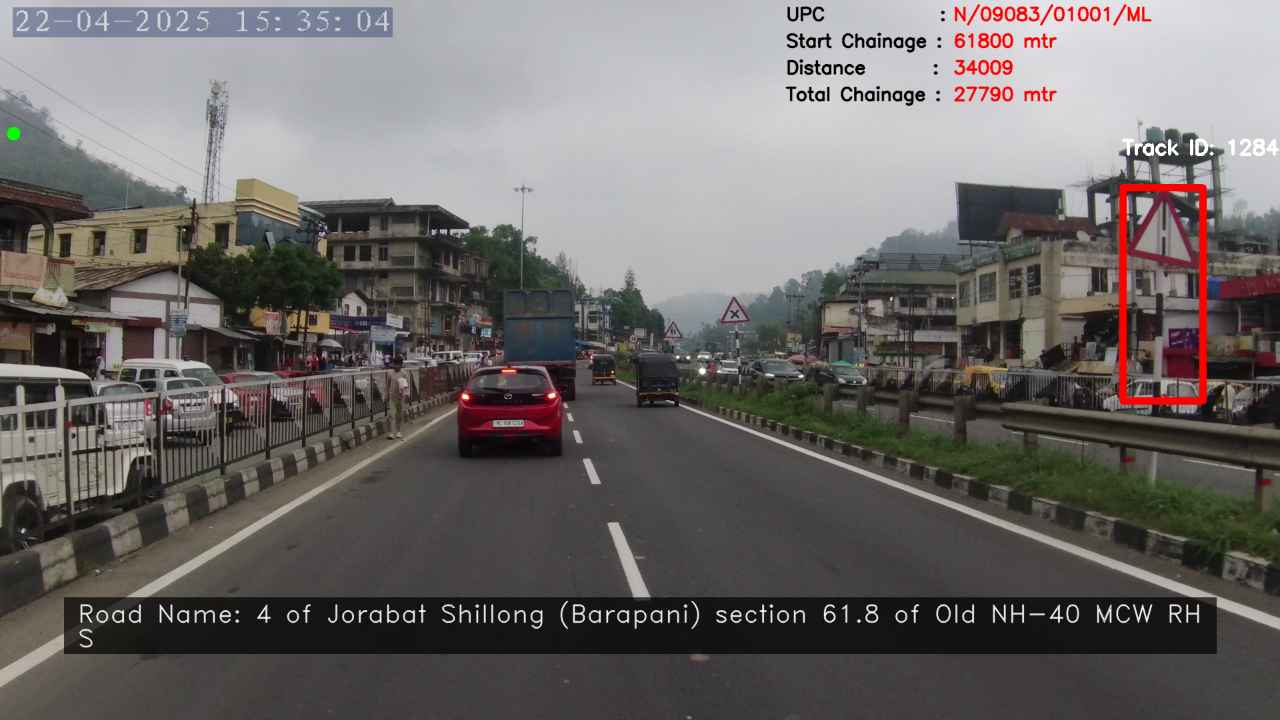 22-04-2025 15:35:04
UPC : N/09083/01001/ML
Start Chainage : 61800 mtr
Distance : 34009
Total Chainage : 27790 mtr
Track ID: 1284
Road Name: 4 of Jorabat Shillong (Barapani) section 61.8 of Old NH-40 MCW RH
S